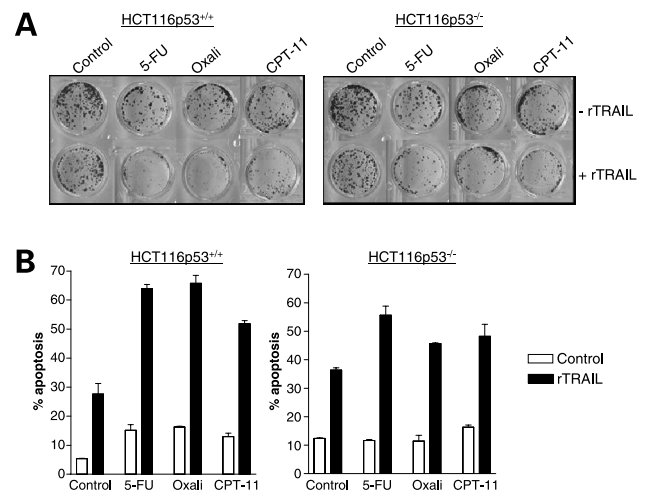 A
HCT116p53+/+
HCT116p53-/-
Control 5-FU Oxali CPT-11
Control 5-FU Oxali CPT-11
- rTRAIL
+ rTRAIL
B
HCT116p53+/+
HCT116p53-/-
% apoptosis
70
60
50
40
30
20
10
0
Control 5-FU Oxali CPT-11
% apoptosis
70
60
50
40
30
20
10
0
Control 5-FU Oxali CPT-11
Control
rTRAIL